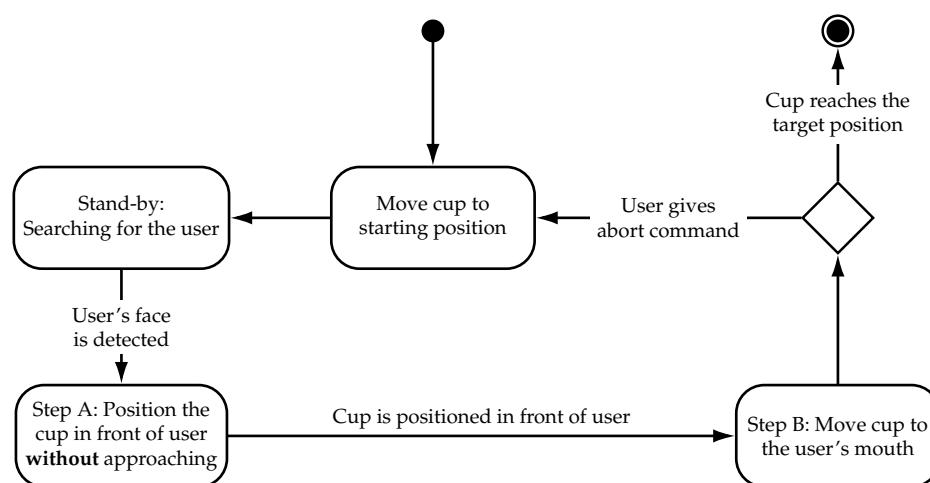 Cup reaches the
target position
Stand-by:
Searching for the user
Move cup to
starting position
User gives
abort command
User’s face
is detected
Step A: Position the
cup in front of user
without approaching
Cup is positioned in front of user
Step B: Move cup to
the user’s mouth